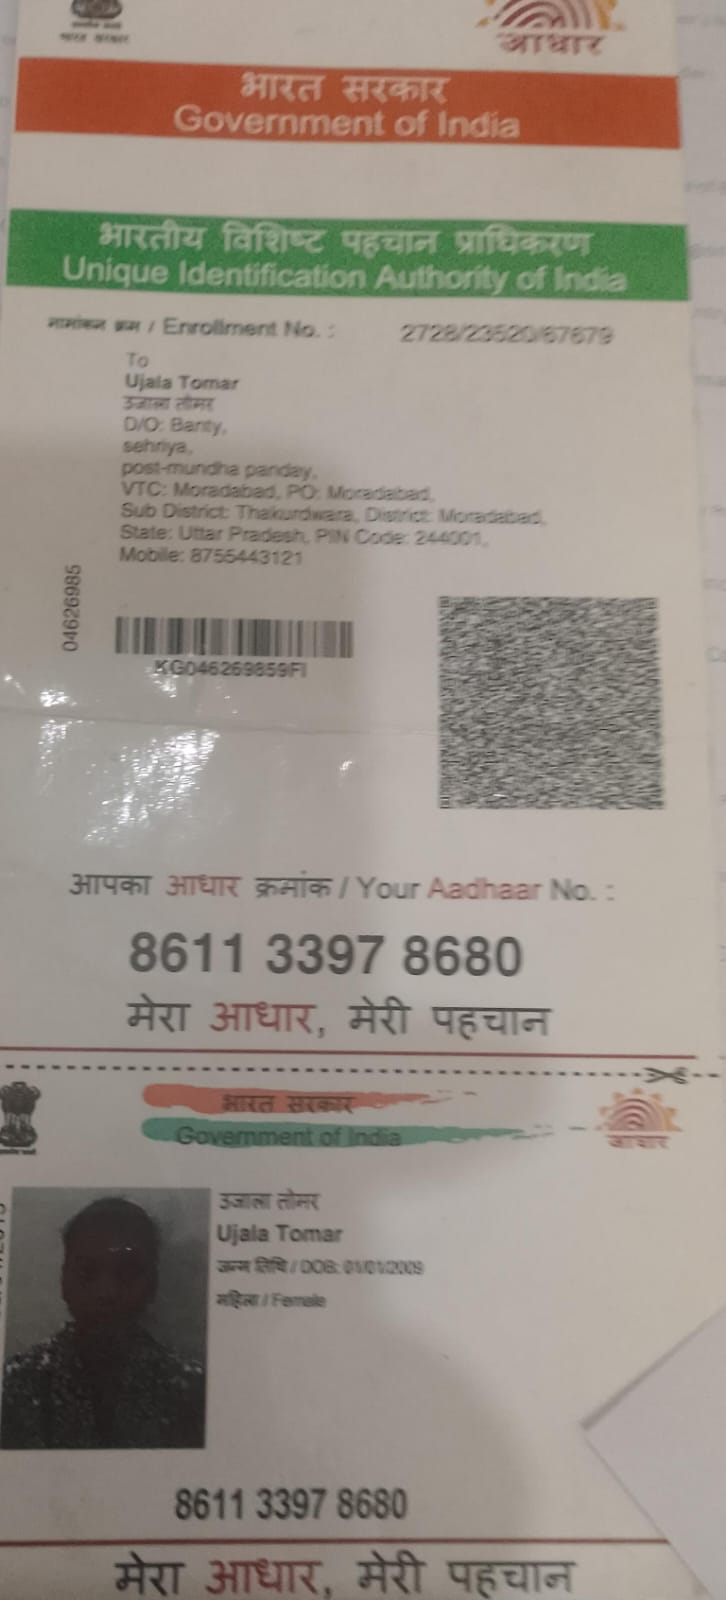 भारत सरकार
आधार
भारत सरकार
Government of India
भारतीय विशिष्ट पहचान प्राधिकरण
Unique Identification Authority of India
नामांकन क्रम / Enrollment No. : 2728/23520/67679
To
Ujala Tomar
उजाला तोमर
D/O: Banty,
sehriya,
post-mundha panday,
VTC: Moradabad, PO: Moradabad,
Sub District: Thakurdwara, District: Moradabad,
State: Uttar Pradesh, PIN Code: 244001,
Mobile: 8755443121
04626985
KG046269859FI
आपका आधार क्रमांक / Your Aadhaar No. :
8611 3397 8680
मेरा आधार, मेरी पहचान
भारत सरकार
Government of India
आधार
उजाला तोमर
Ujala Tomar
जन्म तिथि / DOB: 01/01/2009
महिला / Female
8611 3397 8680
मेरा आधार, मेरी पहचान